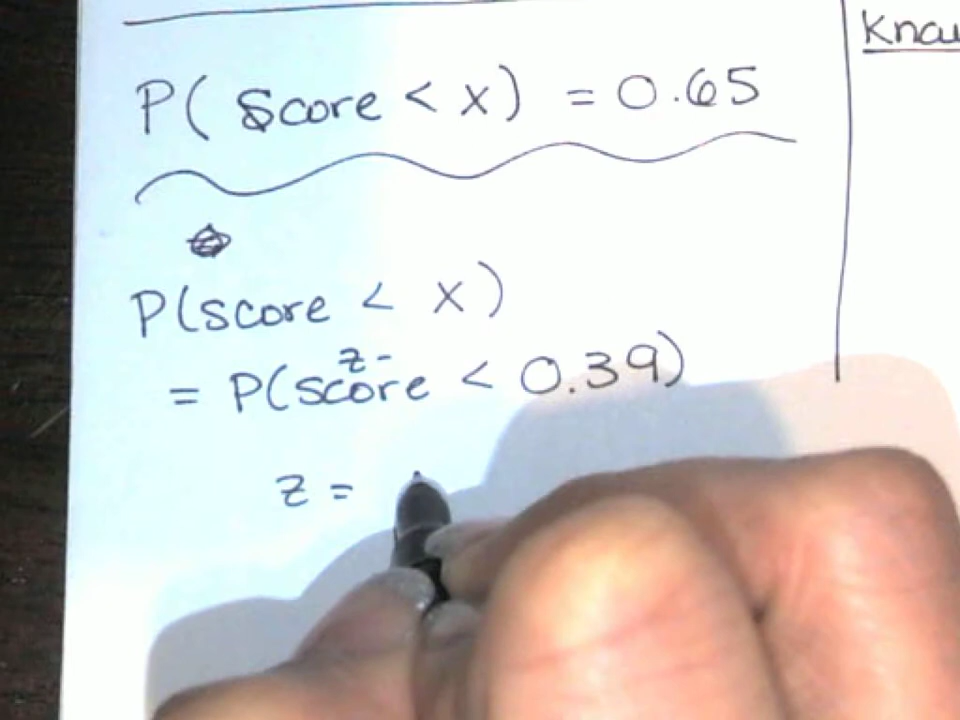 P( Score < x) = 0.65
P(score < x)
z-
= P(score < 0.39)
z =